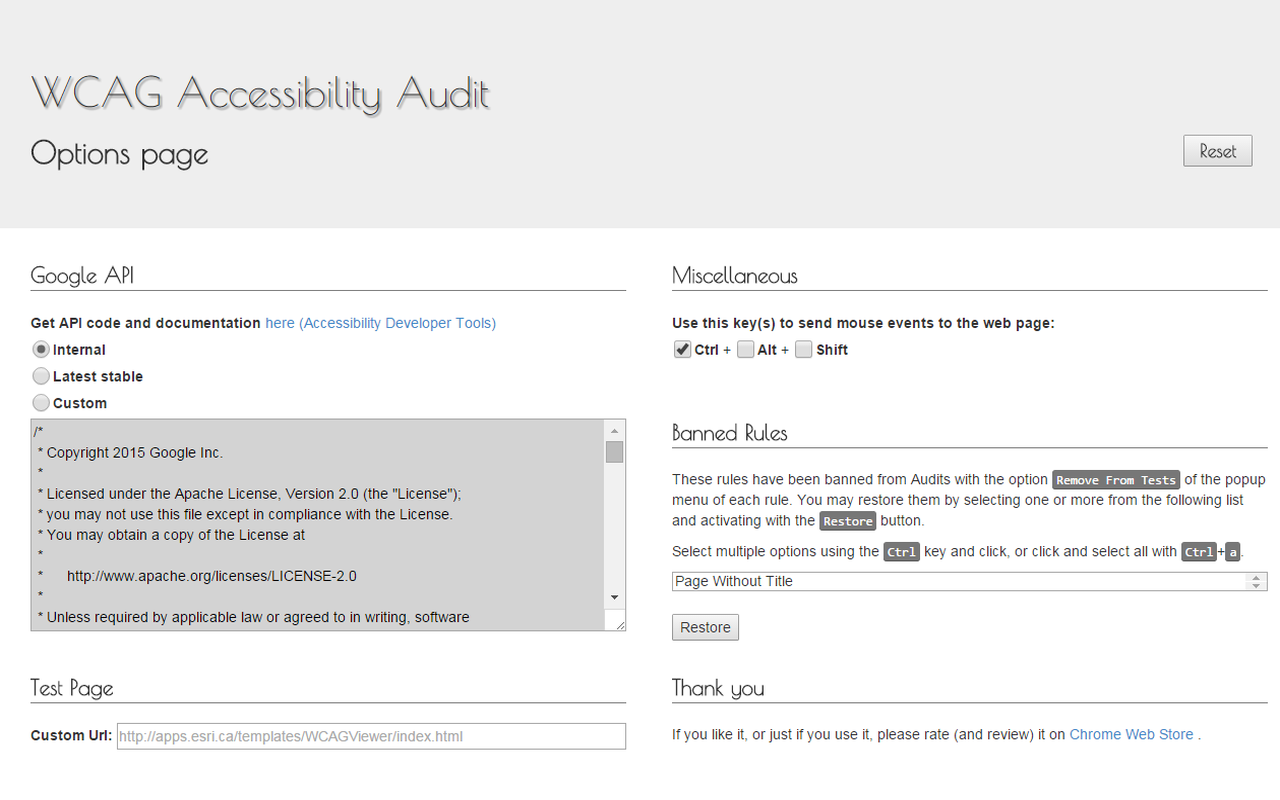 WCAG Accessibility Audit
Options page
Reset
Google API
Get API code and documentation here (Accessibility Developer Tools)
Internal
Latest stable
Custom
/*
* Copyright 2015 Google Inc.
*
* Licensed under the Apache License, Version 2.0 (the "License");
* you may not use this file except in compliance with the License.
* You may obtain a copy of the License at
*
* http://www.apache.org/licenses/LICENSE-2.0
*
* Unless required by applicable law or agreed to in writing, software
Test Page
Custom Url: http://apps.esri.ca/templates/WCAGViewer/index.html
Miscellaneous
Use this key(s) to send mouse events to the web page:
Ctrl + Alt + Shift
Banned Rules
These rules have been banned from Audits with the option Remove From Tests of the popup
menu of each rule. You may restore them by selecting one or more from the following list
and activating with the Restore button.
Select multiple options using the Ctrl key and click, or click and select all with Ctrl+a.
Page Without Title
Restore
Thank you
If you like it, or just if you use it, please rate (and review) it on Chrome Web Store .